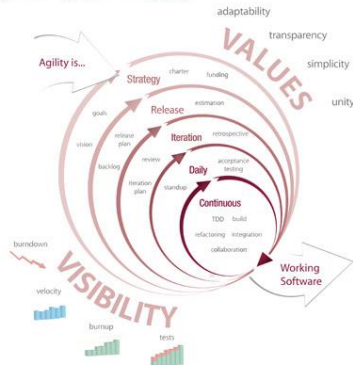 adaptability
transparency
simplicity
unity
VALUES
Agility is...
Strategy
charter
funding
goals
Release
estimation
vision
release
plan
Iteration
retrospective
backlog
review
Daily
acceptance
testing
iteration
plan
standup
Continuous
TDD build
refactoring integration
collaboration
Working
Software
VISIBILITY
burndown
velocity
burnup
tests